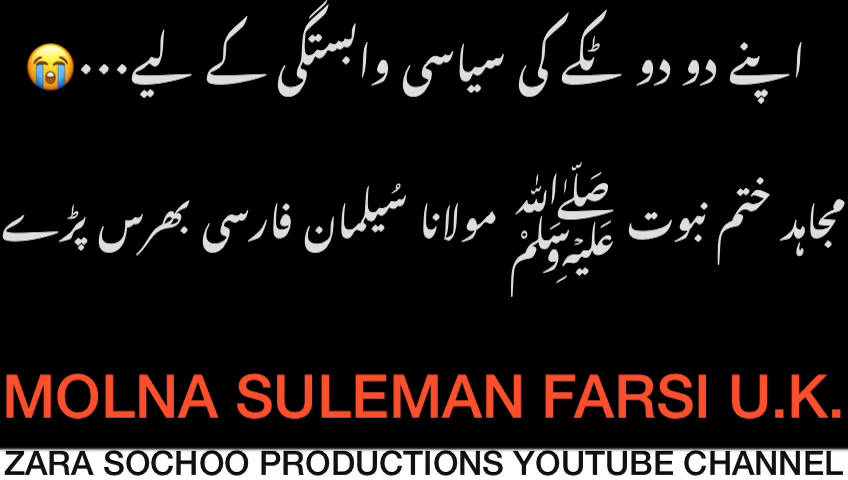 اپنے دو دو ٹکے کی سیاسی وابستگی کے لیے...😭
مجاہد ختم نبوت ﷺ مولانا سُیلمان فارسی بھرس پڑے
MOLNA SULEMAN FARSI U.K.
ZARA SOCHOO PRODUCTIONS YOUTUBE CHANNEL